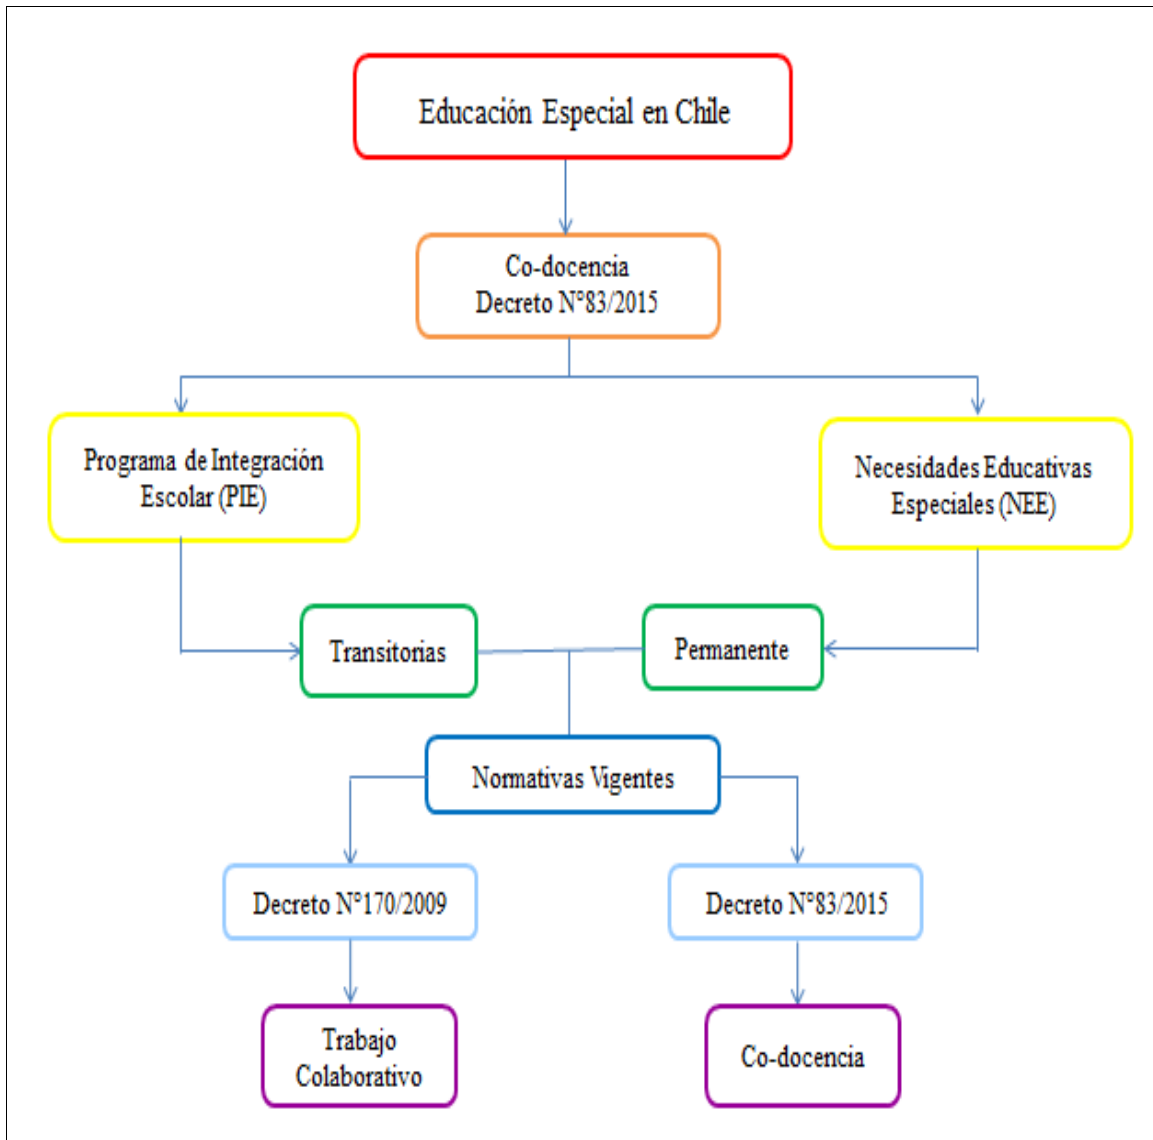 Educación Especial en Chile
Co-docencia
Decreto N°83/2015
Programa de Integración
Escolar (PIE)
Necesidades Educativas
Especiales (NEE)
Transitorias
Permanente
Normativas Vigentes
Decreto N°170/2009
Decreto N°83/2015
Trabajo
Colaborativo
Co-docencia